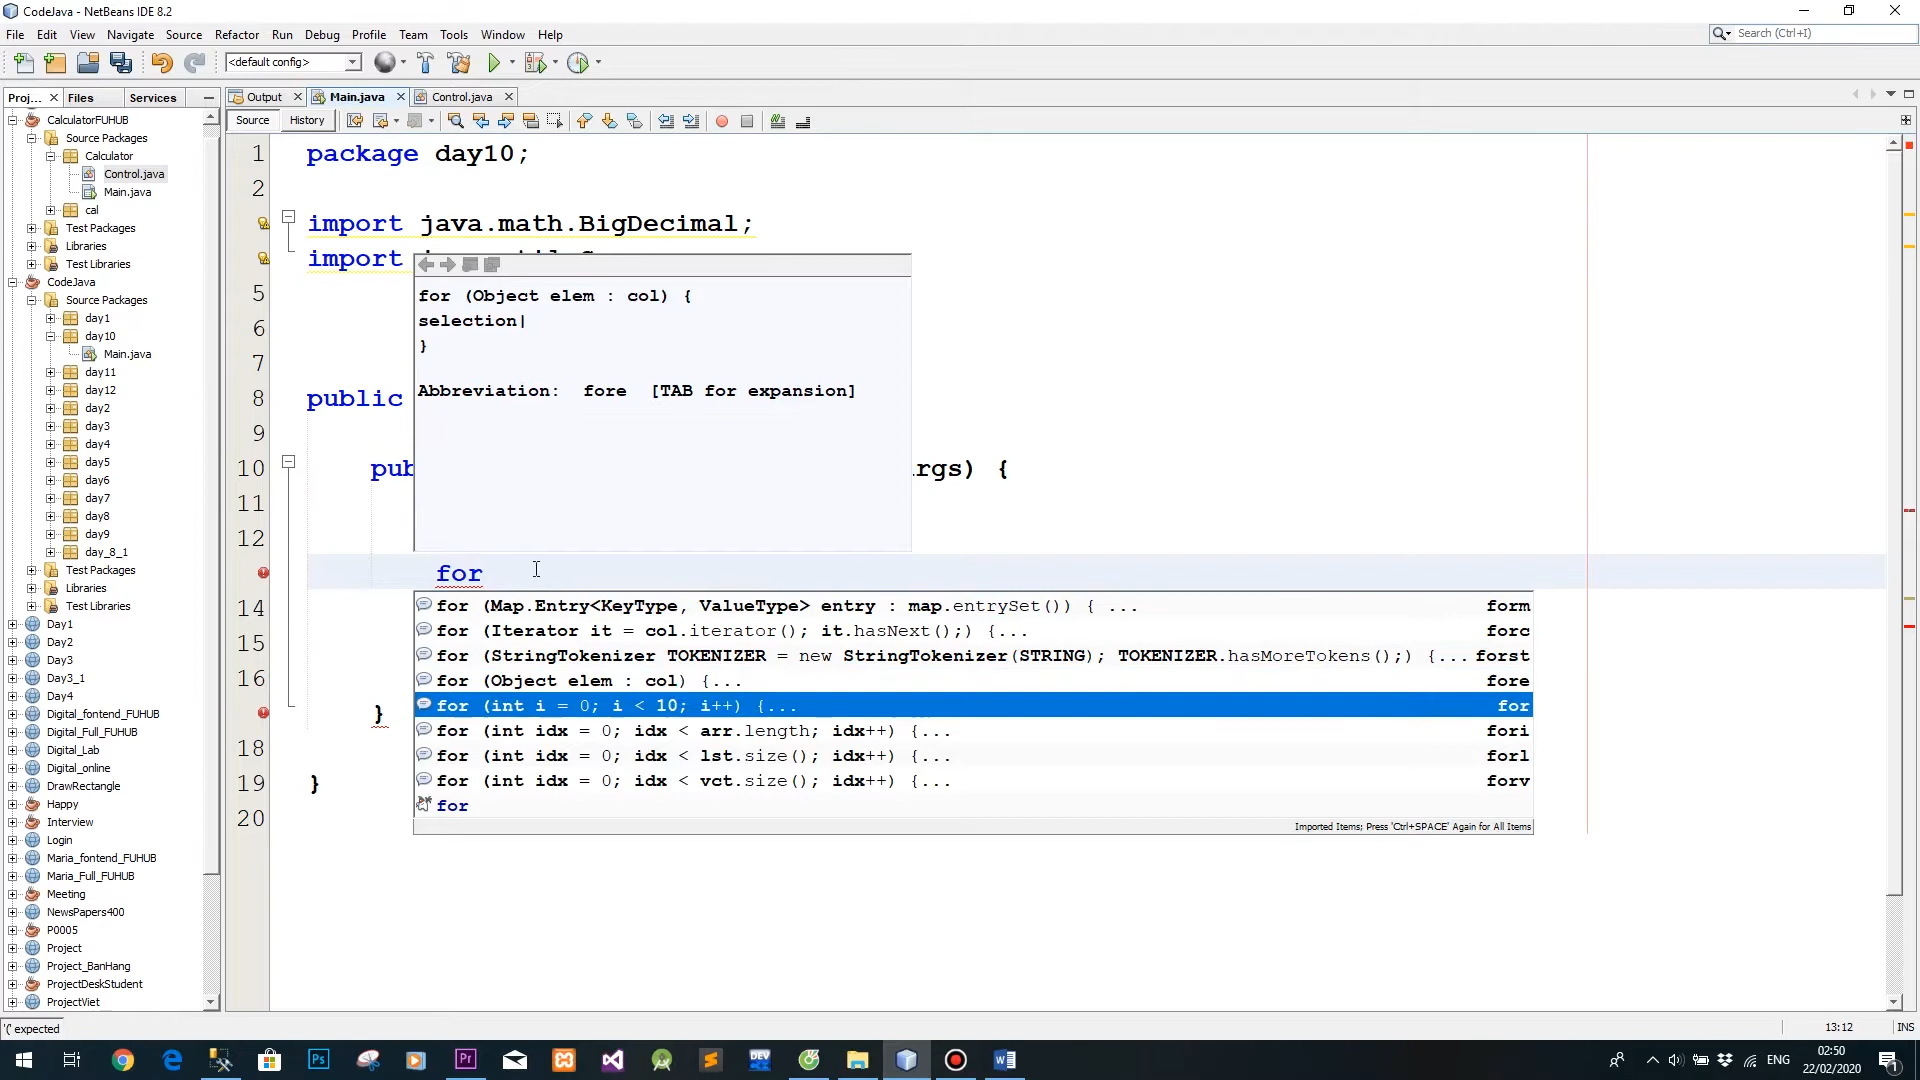 CodeJava - NetBeans IDE 8.2
File Edit View Navigate Source Refactor Run Debug Profile Team Tools Window Help
Search (Ctrl+I)
<default config>
Proj... Files Services
Output Main.java Control.java
Source History
CalculatorFUHUB
Source Packages
Calculator
Control.java
Main.java
cal
Test Packages
Libraries
Test Libraries
CodeJava
Source Packages
day1
day10
Main.java
day11
day12
day2
day3
day4
day5
day6
day7
day8
day9
day_8_1
Test Packages
Libraries
Test Libraries
Day1
Day2
Day3
Day3_1
Day4
Digital_fontend_FUHUB
Digital_Full_FUHUB
Digital_Lab
Digital_online
DrawRectangle
Happy
Interview
Login
Maria_fontend_FUHUB
Maria_Full_FUHUB
Meeting
NewsPapers400
P0005
Project
Project_BanHang
ProjectDeskStudent
ProjectViet
1 package day10;
2
import java.math.BigDecimal;
import
5
6
7
8 public
9
10 pub rgs) {
11
12
for
14
15
16
}
18
19 }
20
for (Object elem : col) {
selection|
}
Abbreviation: fore [TAB for expansion]
for (Map.Entry<KeyType, ValueType> entry : map.entrySet()) { ... form
for (Iterator it = col.iterator(); it.hasNext();) {... forc
for (StringTokenizer TOKENIZER = new StringTokenizer(STRING); TOKENIZER.hasMoreTokens();) {... forst
for (Object elem : col) {... fore
for (int i = 0; i < 10; i++) {... for
for (int idx = 0; idx < arr.length; idx++) {... fori
for (int idx = 0; idx < lst.size(); idx++) {... forl
for (int idx = 0; idx < vct.size(); idx++) {... forv
for
Imported Items; Press 'Ctrl+SPACE' Again for All Items
'(' expected
13:12 INS
Ps Pr DEV W
ENG
02:50
22/02/2020
1